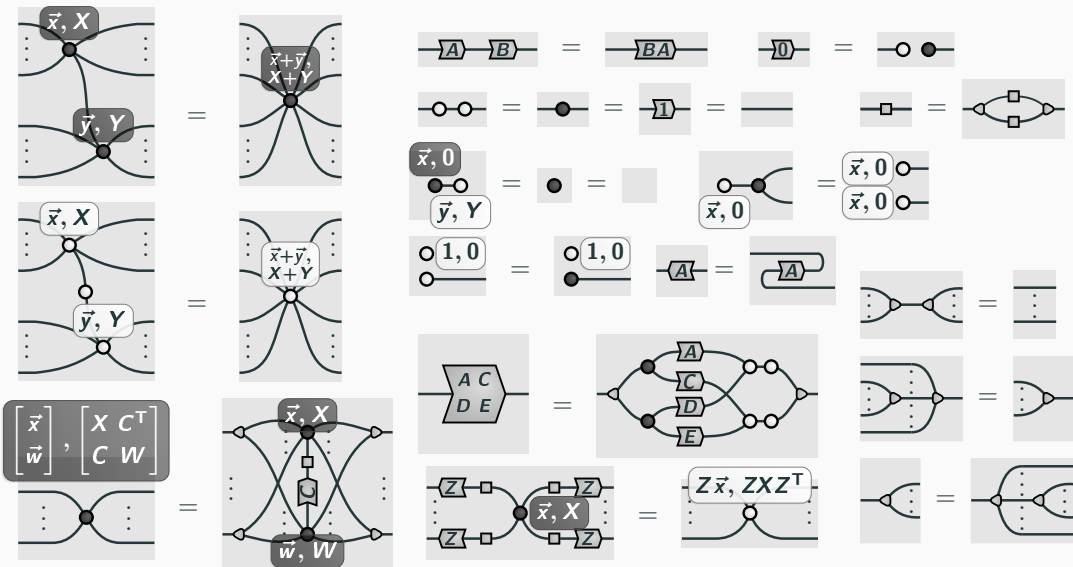 x⃗, X
y⃗, Y
=
x⃗+y⃗,
X+Y
A B = BA
0 =
= = 1 =
=
x⃗, 0
y⃗, Y
= =
x⃗, 0
=
x⃗, 0
x⃗, 0
x⃗, X
y⃗, Y
=
x⃗+y⃗,
X+Y
1, 0
=
1, 0
A = A
=
A C
D E
=
A
C
D
E
=
=
[x⃗ w⃗], [X Cᵀ
C W]
=
x⃗, X
C
w⃗, W
Z Z
x⃗, X
Z Z
=
Zx⃗, ZXZᵀ